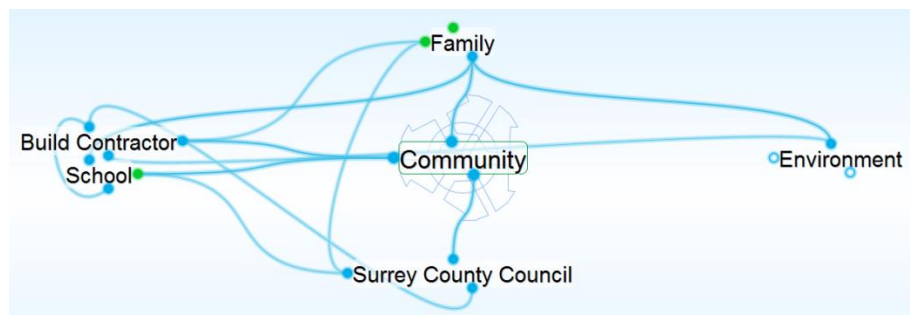 Family
Build Contractor
Community
Environment
School
Surrey County Council